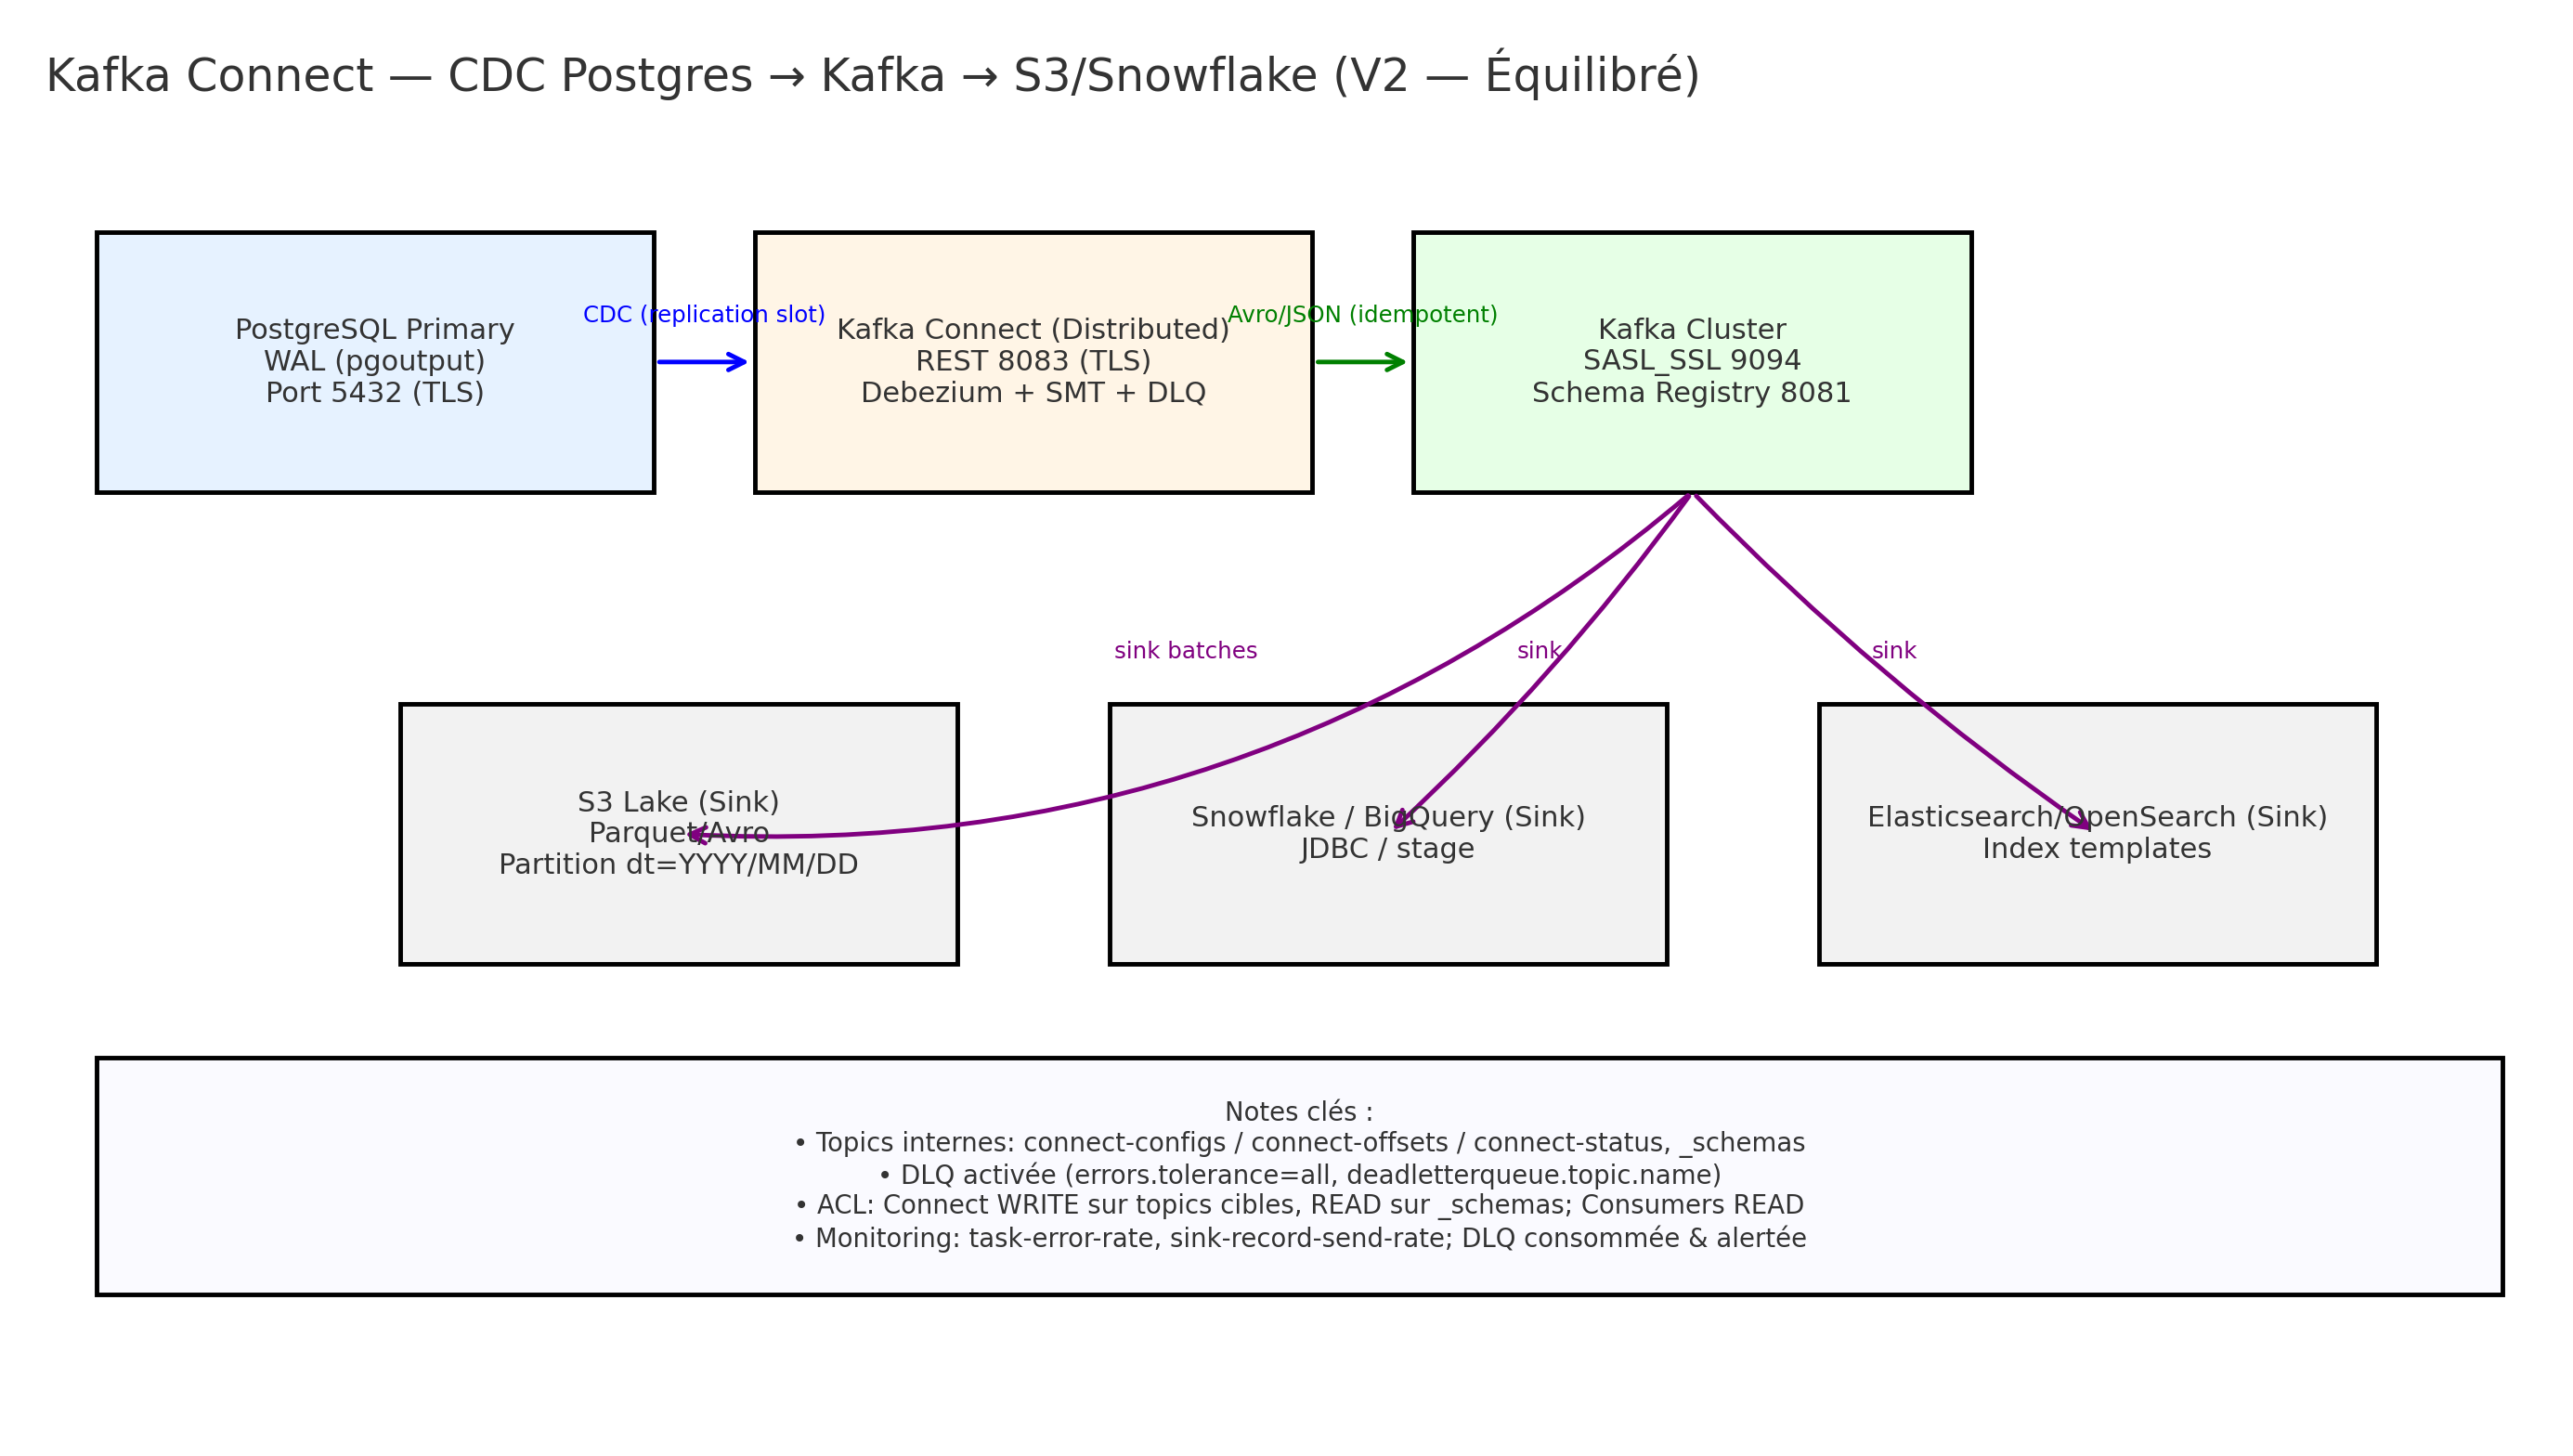 Kafka Connect — CDC Postgres → Kafka → S3/Snowflake (V2 — Équilibré)
PostgreSQL Primary
WAL (pgoutput)
Port 5432 (TLS)
CDC (replication slot)
Kafka Connect (Distributed)
REST 8083 (TLS)
Debezium + SMT + DLQ
Avro/JSON (idempotent)
Kafka Cluster
SASL_SSL 9094
Schema Registry 8081
sink batches
sink
sink
S3 Lake (Sink)
Parquet/Avro
Partition dt=YYYY/MM/DD
Snowflake / BigQuery (Sink)
JDBC / stage
Elasticsearch/OpenSearch (Sink)
Index templates
Notes clés :
• Topics internes: connect-configs / connect-offsets / connect-status, _schemas
• DLQ activée (errors.tolerance=all, deadletterqueue.topic.name)
• ACL: Connect WRITE sur topics cibles, READ sur _schemas; Consumers READ
• Monitoring: task-error-rate, sink-record-send-rate; DLQ consommée & alertée